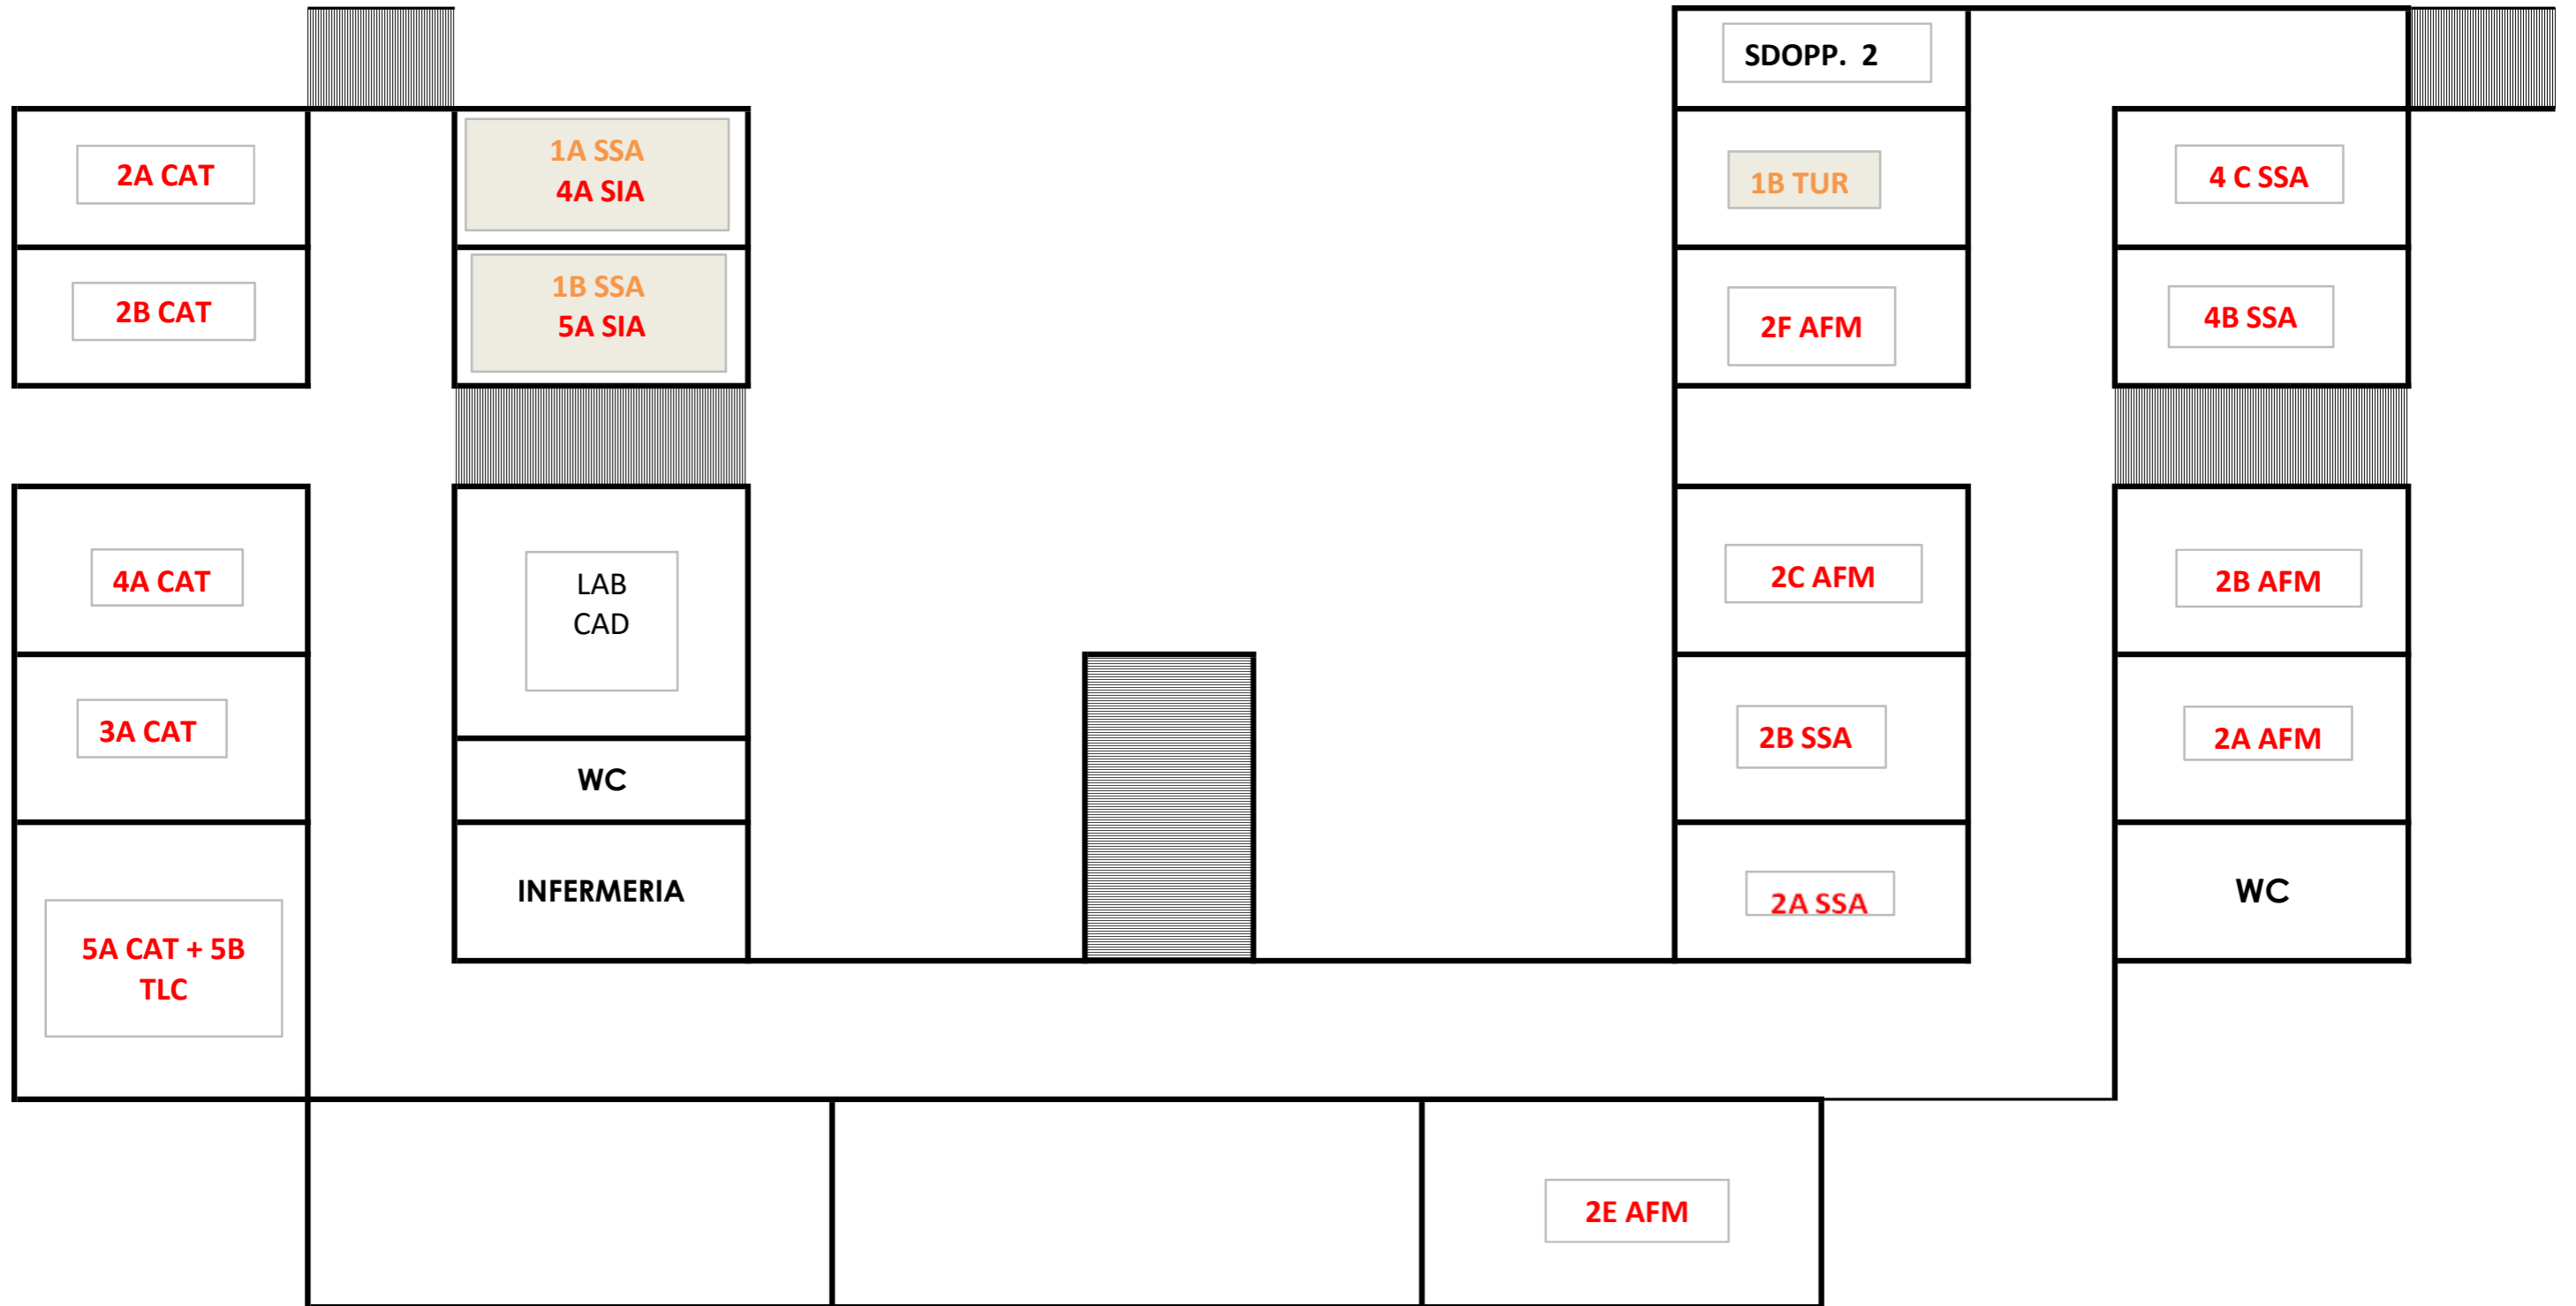 SDOPP. 2
2A CAT
1A SSA
4A SIA
1B TUR
4 C SSA
2B CAT
1B SSA
5A SIA
2F AFM
4B SSA
4A CAT
LAB
CAD
2C AFM
2B AFM
3A CAT
WC
2B SSA
2A AFM
5A CAT + 5B
TLC
INFERMERIA
2A SSA
WC
2E AFM